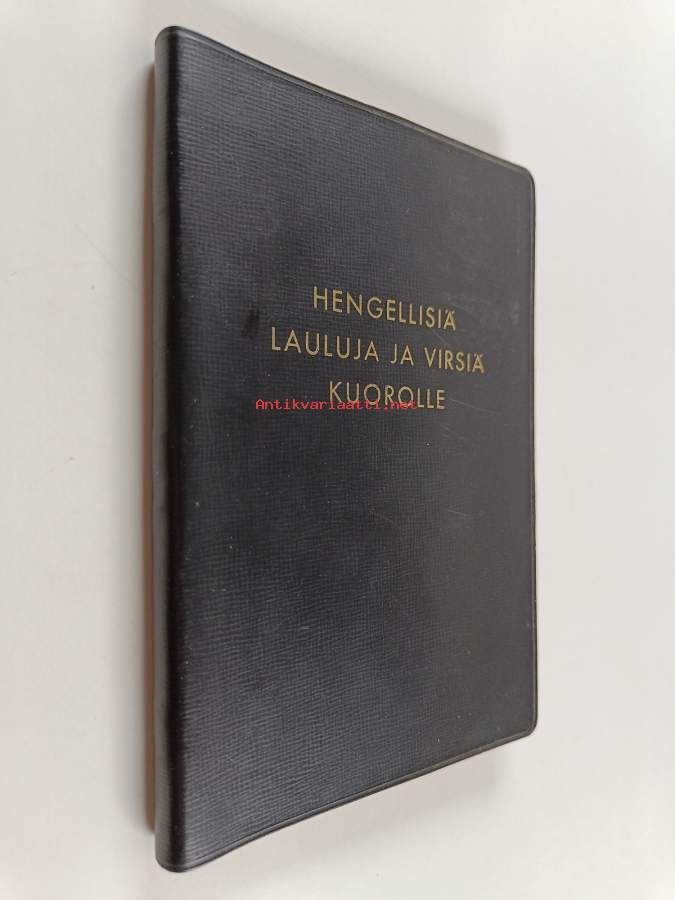 HENGELLISIÄ
LAULUJA JA VIRSIÄ
KUOROLLE
Antikvariaatti.net